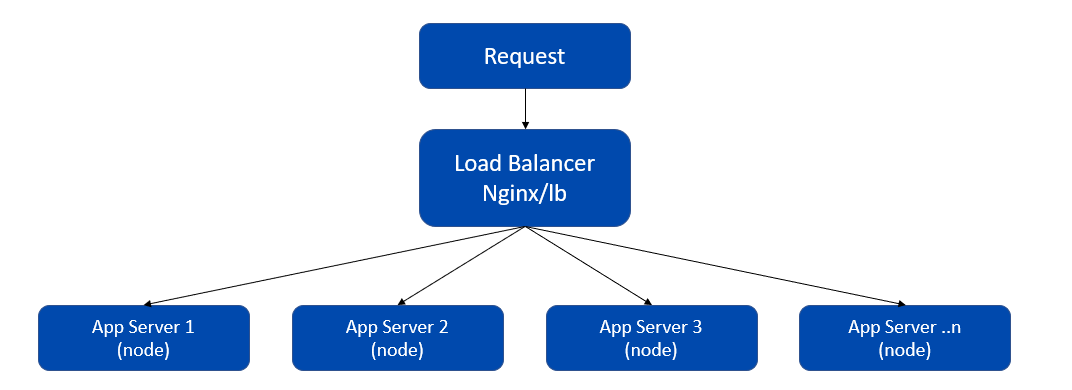 Request
Load Balancer
Nginx/lb
App Server 1
(node)
App Server 2
(node)
App Server 3
(node)
App Server ..n
(node)